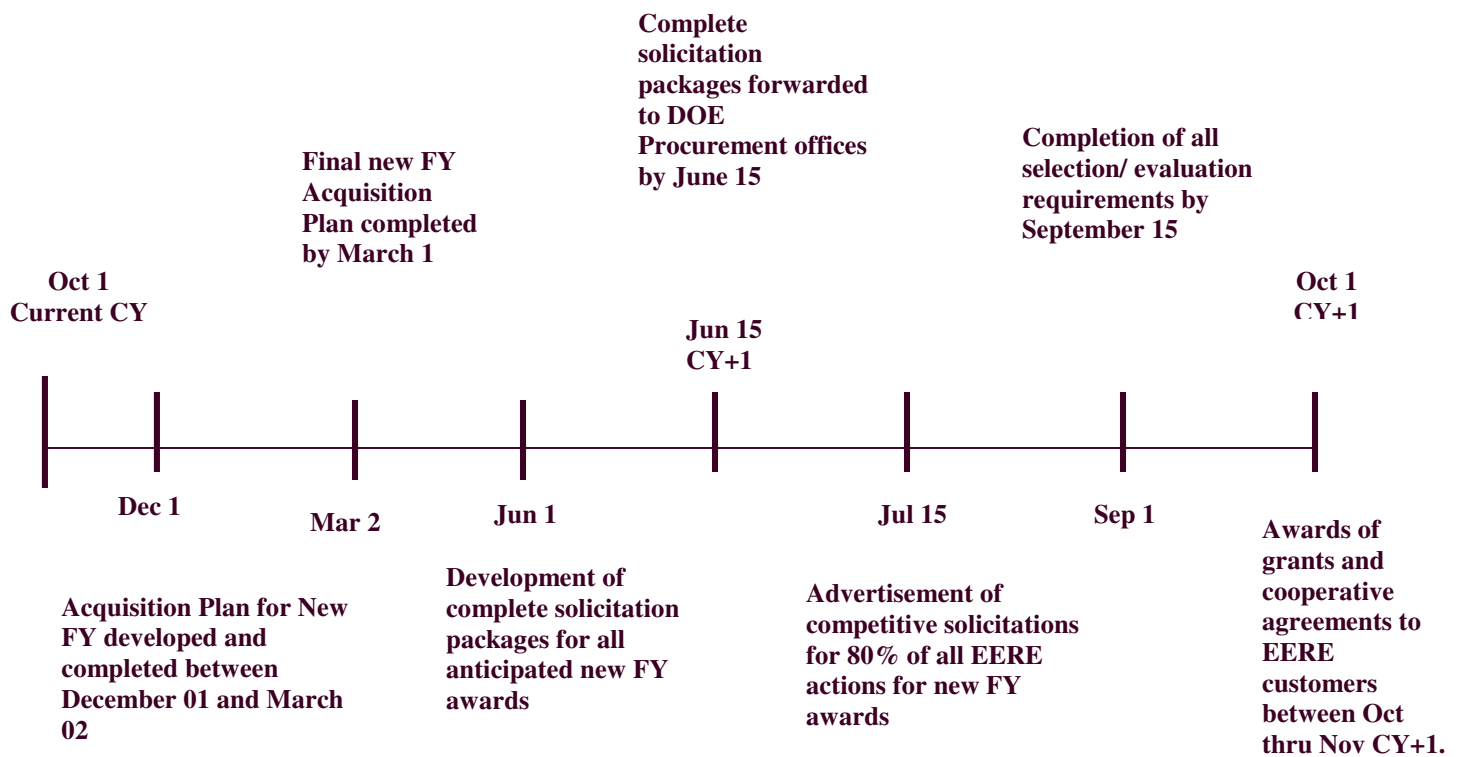 Complete
solicitation
packages forwarded
to DOE
Procurement offices
by June 15
Final new FY
Acquisition
Plan completed
by March 1
Completion of all
selection/ evaluation
requirements by
September 15
Oct 1
Current CY
Jun 15
CY+1
Oct 1
CY+1
Dec 1
Mar 2
Jun 1
Jul 15
Sep 1
Acquisition Plan for New
FY developed and
completed between
December 01 and March
02
Development of
complete solicitation
packages for all
anticipated new FY
awards
Advertisement of
competitive solicitations
for 80% of all EERE
actions for new FY
awards
Awards of
grants and
cooperative
agreements to
EERE
customers
between Oct
thru Nov CY+1.